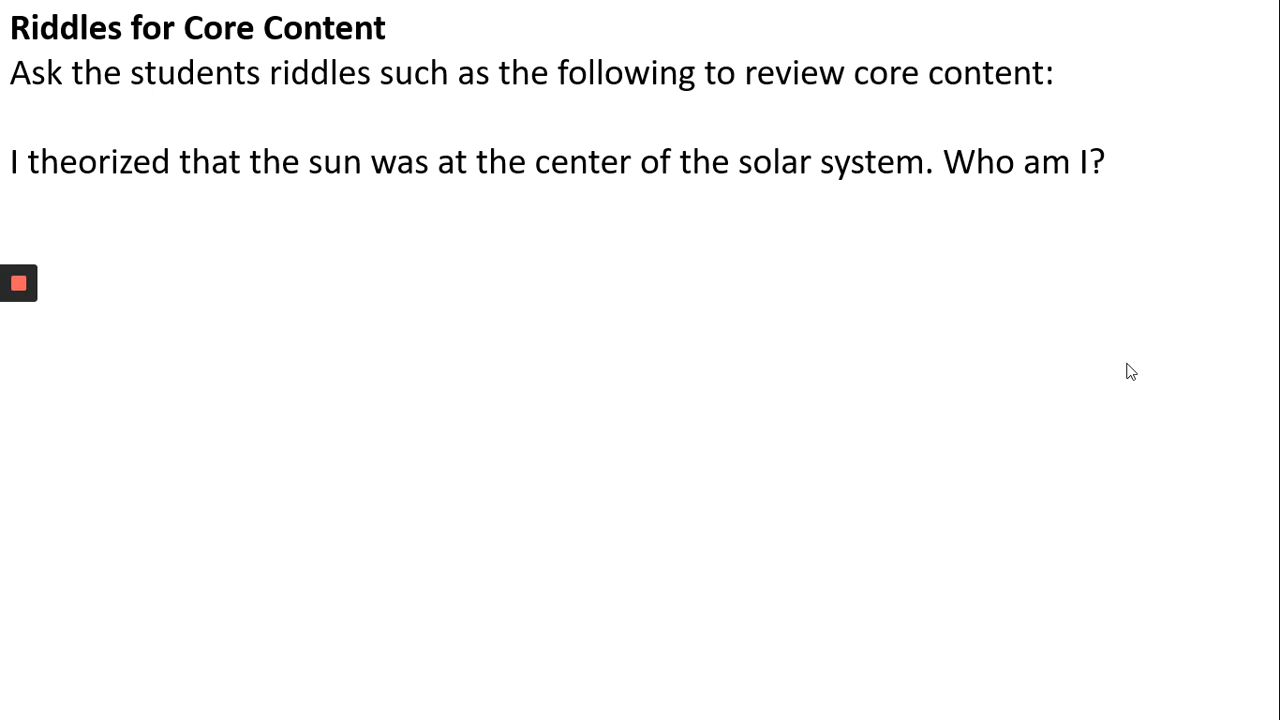 Riddles for Core Content
Ask the students riddles such as the following to review core content:
I theorized that the sun was at the center of the solar system. Who am I?